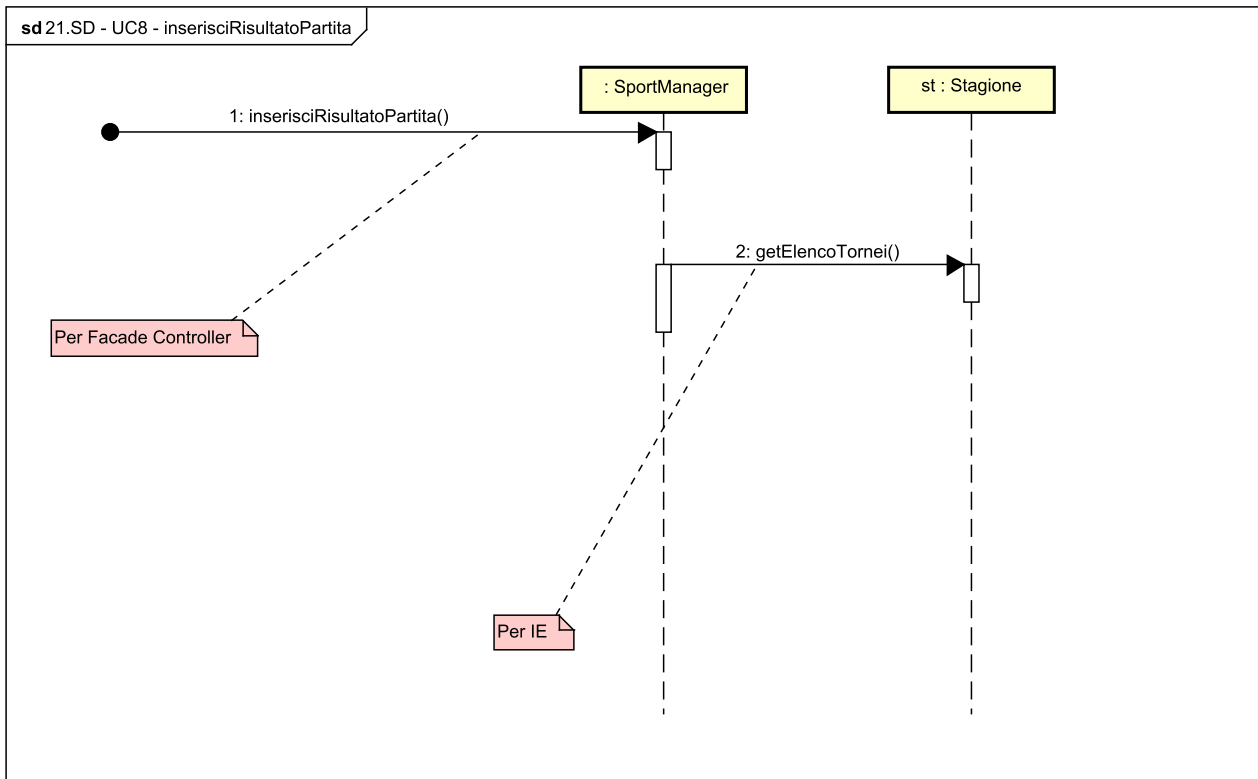 sd 21.SD - UC8 - inserisciRisultatoPartita
: SportManager
st : Stagione
1: inserisciRisultatoPartita()
2: getElencoTornei()
Per Facade Controller
Per IE